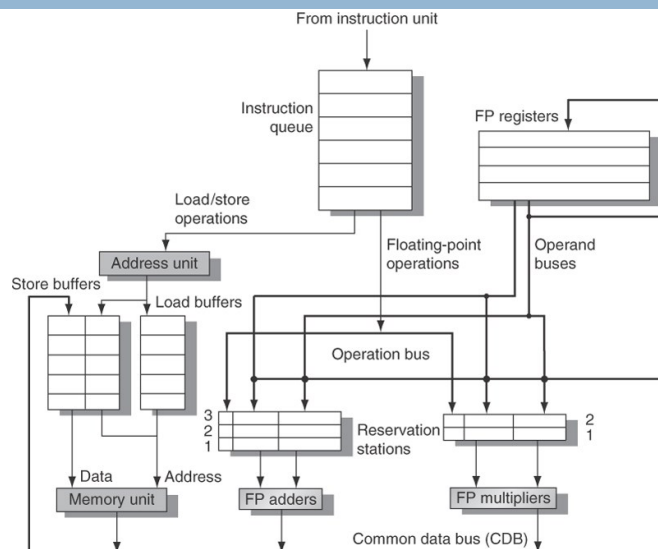 From instruction unit
Instruction
queue
FP registers
Load/store
operations
Floating-point
operations
Operand
buses
Address unit
Store buffers
Load buffers
Operation bus
3
2
1
Reservation
stations
2
1
Data
Address
Memory unit
FP adders
FP multipliers
Common data bus (CDB)